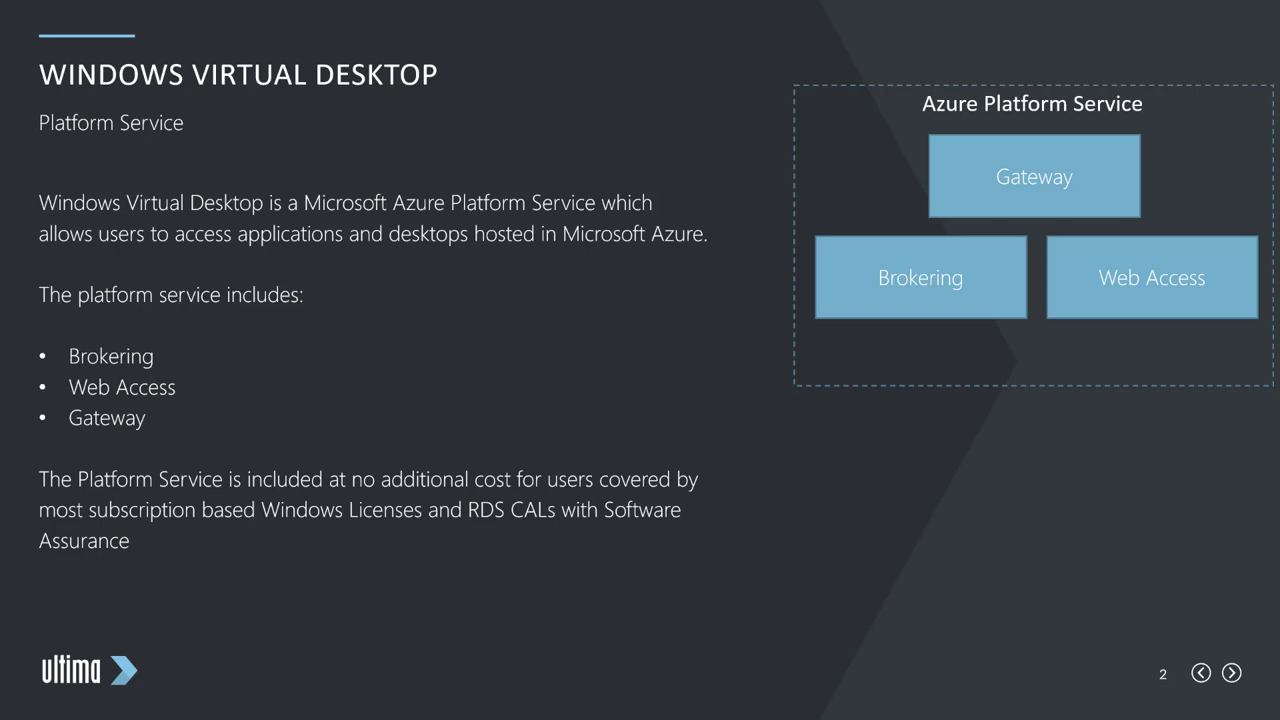 WINDOWS VIRTUAL DESKTOP
Platform Service
Windows Virtual Desktop is a Microsoft Azure Platform Service which
allows users to access applications and desktops hosted in Microsoft Azure.
The platform service includes:
• Brokering
• Web Access
• Gateway
The Platform Service is included at no additional cost for users covered by
most subscription based Windows Licenses and RDS CALs with Software
Assurance
Azure Platform Service
Gateway
Brokering
Web Access
ultima
2